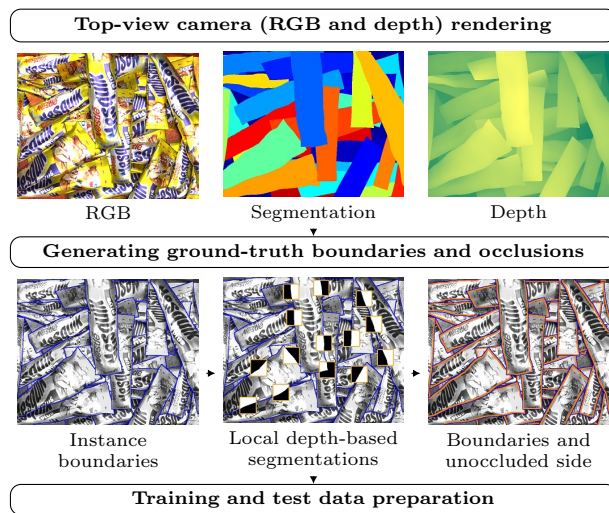 Top-view camera (RGB and depth) rendering
RGB
Segmentation
Depth
Generating ground-truth boundaries and occlusions
Instance
boundaries
Local depth-based
segmentations
Boundaries and
unoccluded side
Training and test data preparation